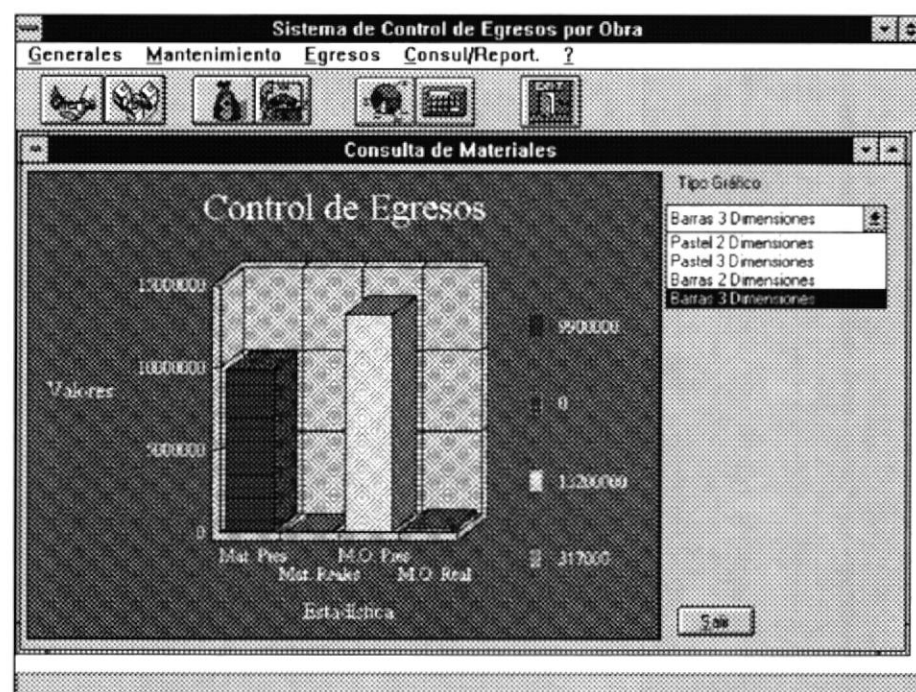 Sistema de Control de Egresos por Obra
Generales Mantenimiento Egresos Consul/Report. ?
EXIT
Consulta de Materiales
Control de Egresos
Tipo Gráfico
Barras 3 Dimensiones
Pastel 2 Dimensiones
Pastel 3 Dimensiones
Barras 2 Dimensiones
Barras 3 Dimensiones
15000000
10000000
Valores
5000000
0
9900000
0
13200000
317000
Mat. Pres M.O. Pres
Mat. Reales M.O. Real
Estadística
Salir